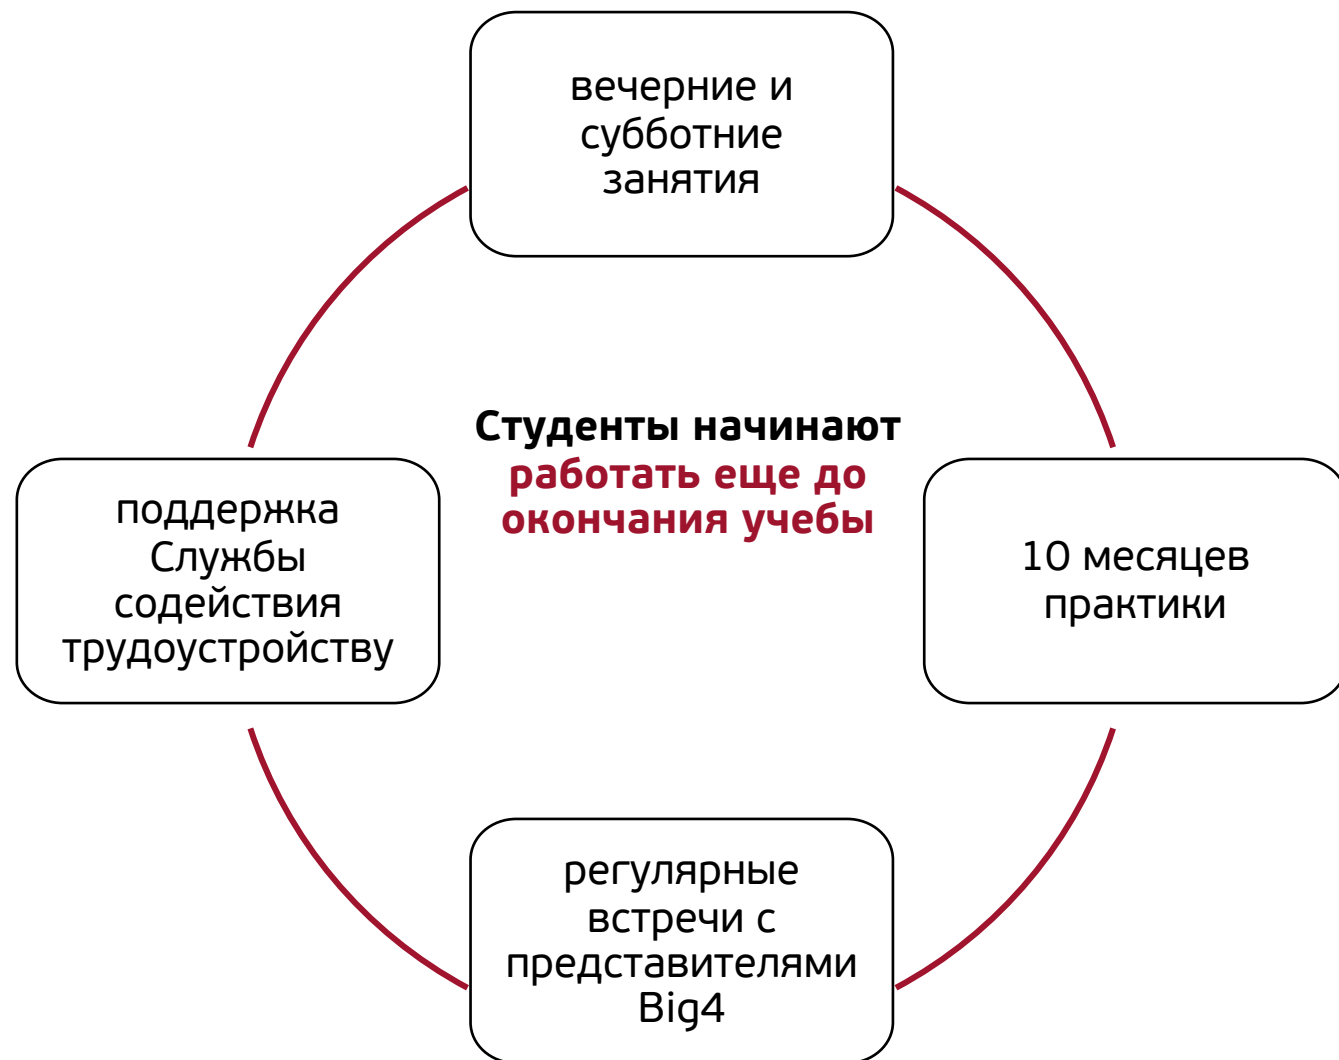 вечерние и
субботние
занятия
Студенты начинают
работать еще до
окончания учебы
поддержка
Службы
содействия
трудоустройству
10 месяцев
практики
регулярные
встречи с
представителями
Big4